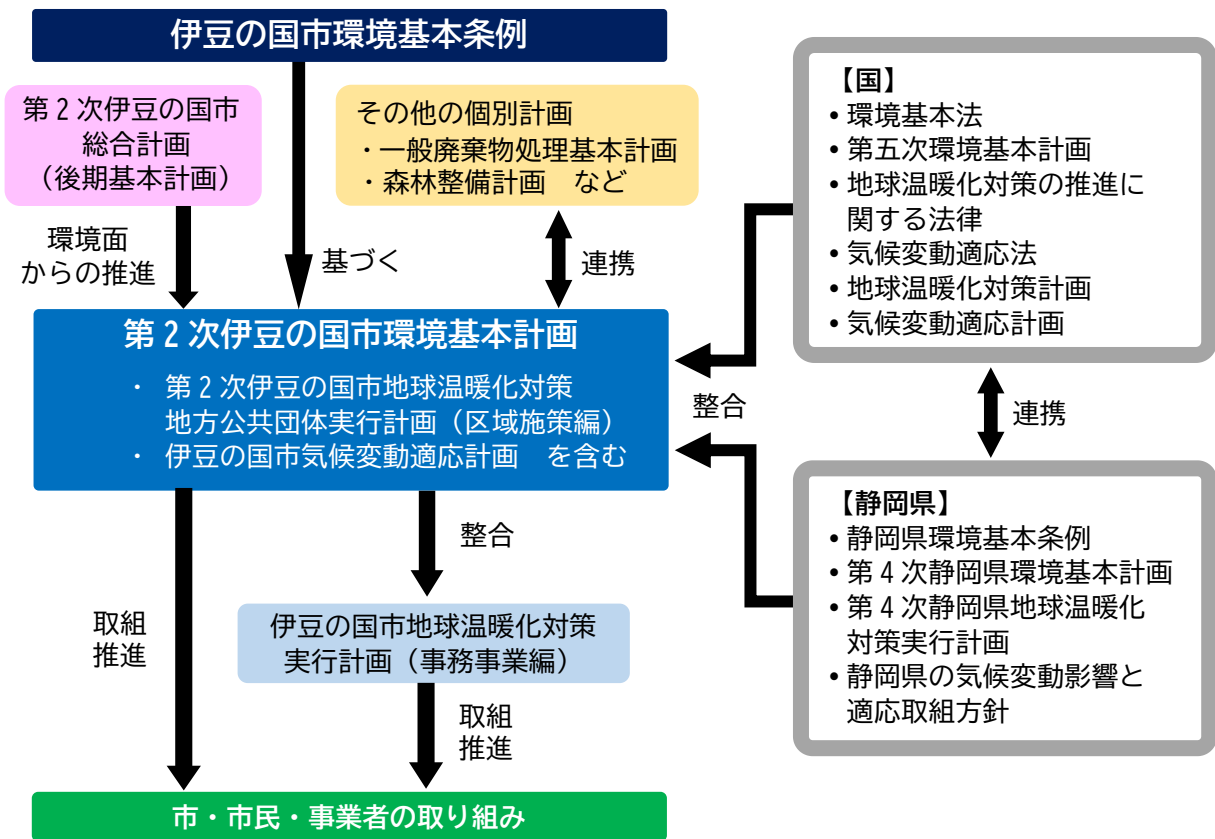 伊豆の国市環境基本条例
第2次伊豆の国市
総合計画
（後期基本計画）
その他の個別計画
・一般廃棄物処理基本計画
・森林整備計画　など
環境面
からの推進
基づく
連携
第2次伊豆の国市環境基本計画
・ 第2次伊豆の国市地球温暖化対策
地方公共団体実行計画（区域施策編）
・ 伊豆の国市気候変動適応計画　を含む
整合
取組
推進
伊豆の国市地球温暖化対策
実行計画（事務事業編）
取組
推進
市・市民・事業者の取り組み
【国】
•環境基本法
•第五次環境基本計画
•地球温暖化対策の推進に
関する法律
•気候変動適応法
•地球温暖化対策計画
•気候変動適応計画
整合
連携
【静岡県】
•静岡県環境基本条例
•第4次静岡県環境基本計画
•第4次静岡県地球温暖化
対策実行計画
•静岡県の気候変動影響と
適応取組方針